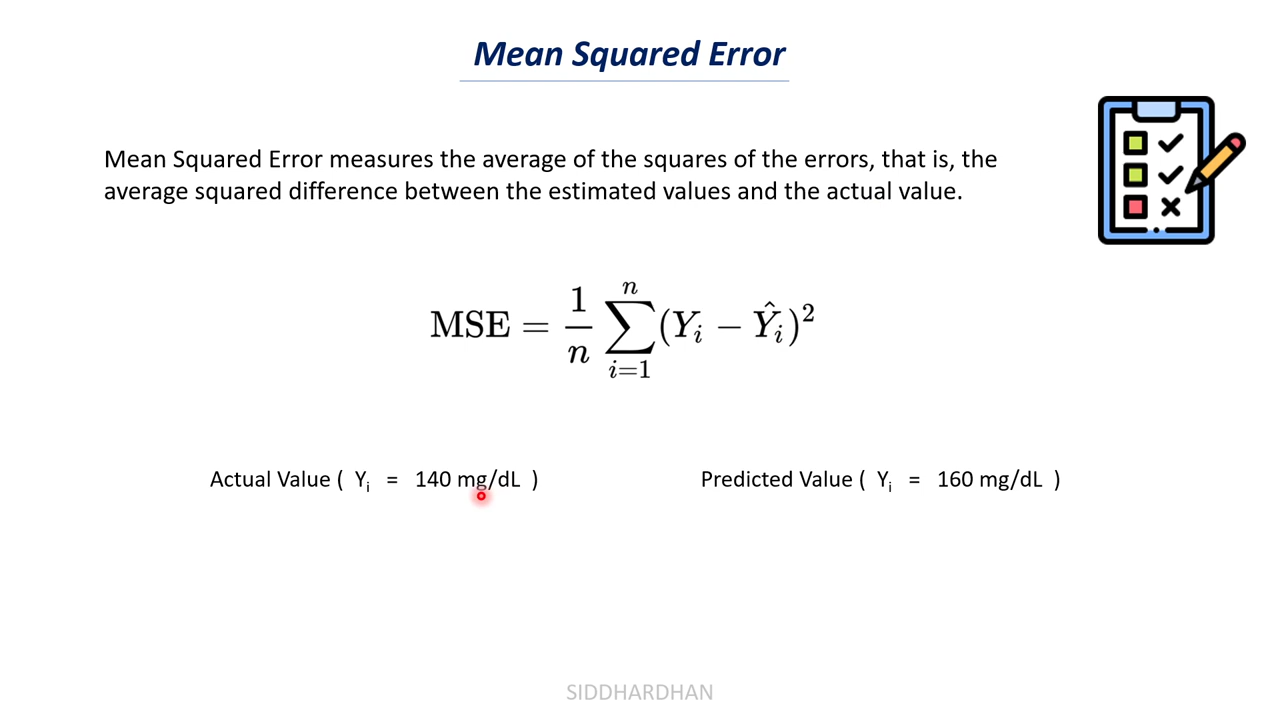 Mean Squared Error
Mean Squared Error measures the average of the squares of the errors, that is, the
average squared difference between the estimated values and the actual value.
MSE = 1/n ∑_{i=1}^{n} (Y_i − Ŷ_i)²
Actual Value ( Yᵢ = 140 mg/dL )
Predicted Value ( Yᵢ = 160 mg/dL )
SIDDHARDHAN